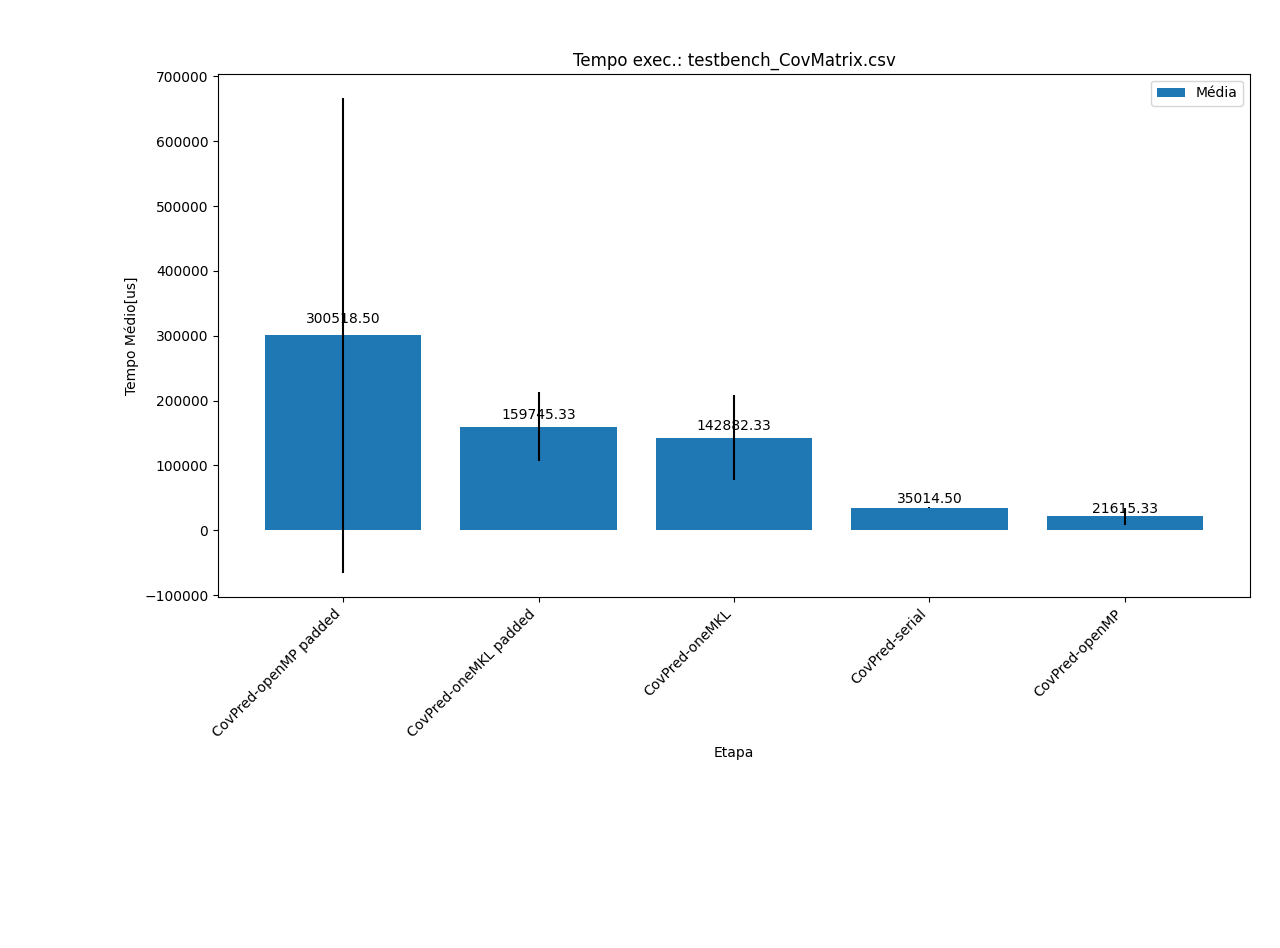 Tempo exec.: testbench_CovMatrix.csv
Média
700000
600000
500000
400000
300000
200000
100000
0
−100000
Tempo Médio[us]
300518.50
159745.33
142882.33
35014.50
21615.33
CovPred-openMP padded
CovPred-oneMKL padded
CovPred-oneMKL
CovPred-serial
CovPred-openMP
Etapa